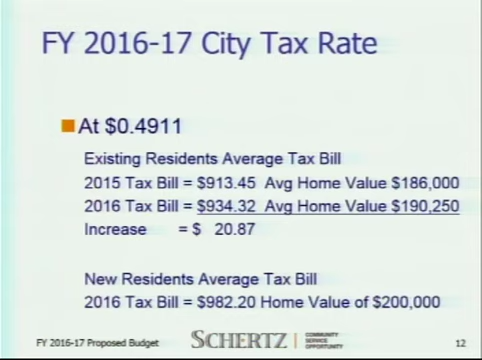 FY 2016-17 City Tax Rate
At $0.4911
Existing Residents Average Tax Bill
2015 Tax Bill = $913.45 Avg Home Value $186,000
2016 Tax Bill = $934.32 Avg Home Value $190,250
Increase = $ 20.87
New Residents Average Tax Bill
2016 Tax Bill = $982.20 Home Value of $200,000
FY 2016-17 Proposed Budget
SCHERTZ
COMMUNITY
SERVICE
OPPORTUNITY
12